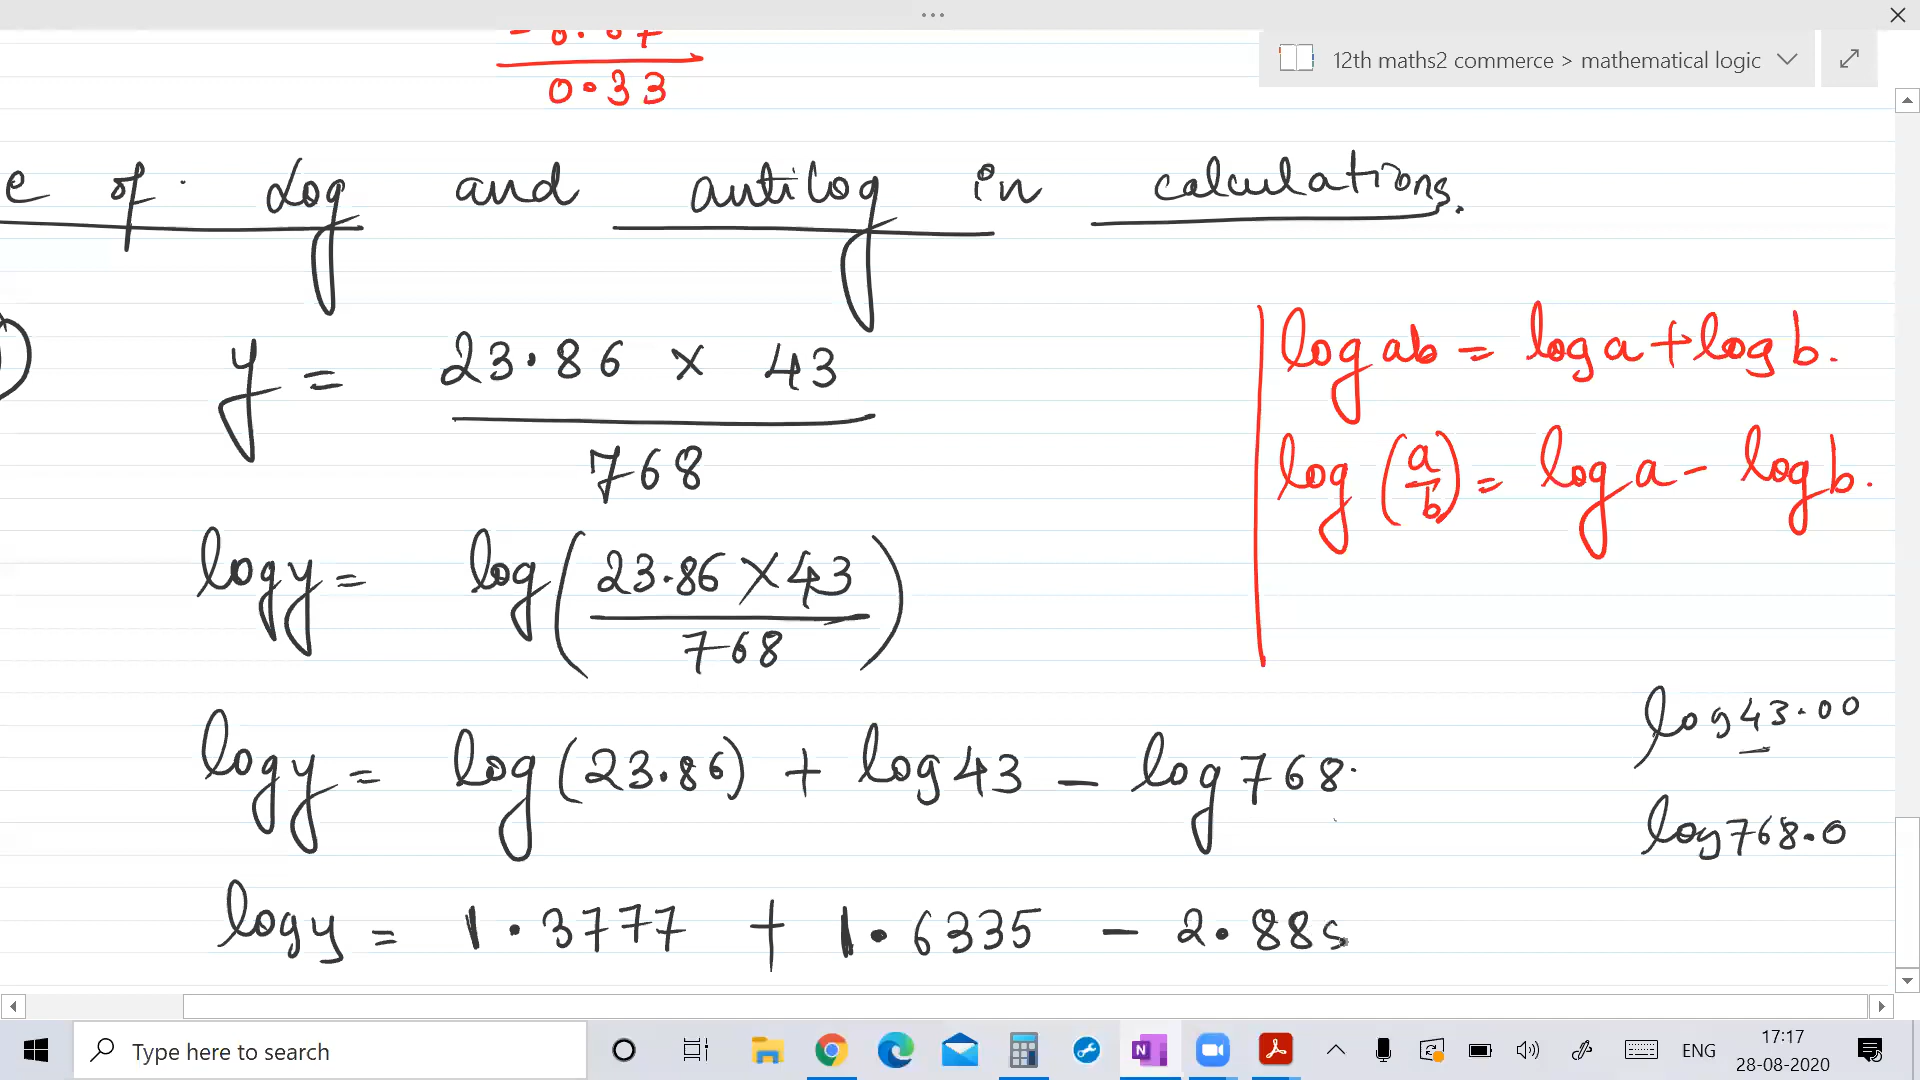 0.33
12th maths2 commerce > mathematical logic
e of Log and antilog in calculations.
y = 23.86 × 43
768
log ab = log a + log b.
log (a/b) = log a - log b.
log y = log (23.86 × 43
768)
log 43.00
log y = log (23.86) + log 43 - log 768.
log 768.0
log y = 1.3777 + 1.6335 - 2.885
Type here to search
ENG
17:17
28-08-2020